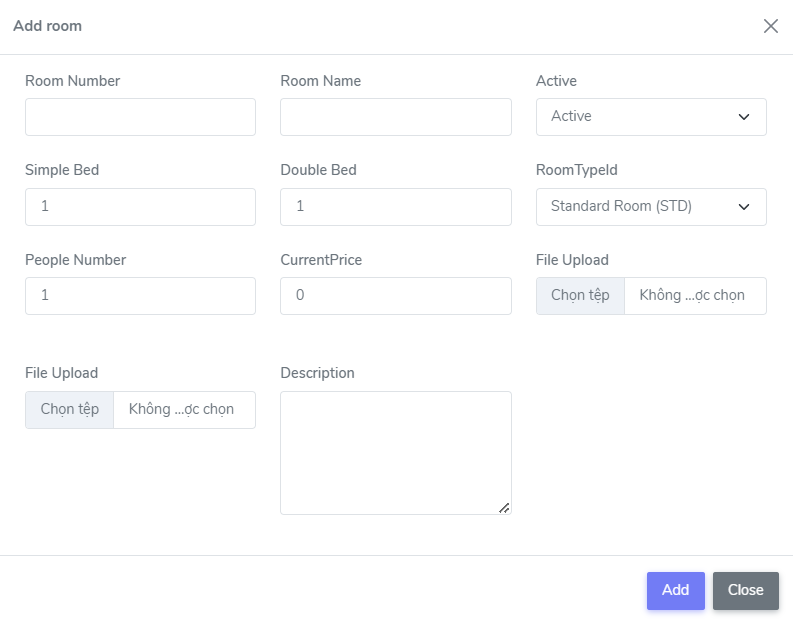 Add room
Room Number
Room Name
Active
Active
Simple Bed
Double Bed
RoomTypeId
1
1
Standard Room (STD)
People Number
CurrentPrice
File Upload
1
0
Chọn tệp Không ...ợc chọn
File Upload
Description
Chọn tệp Không ...ợc chọn
Add
Close